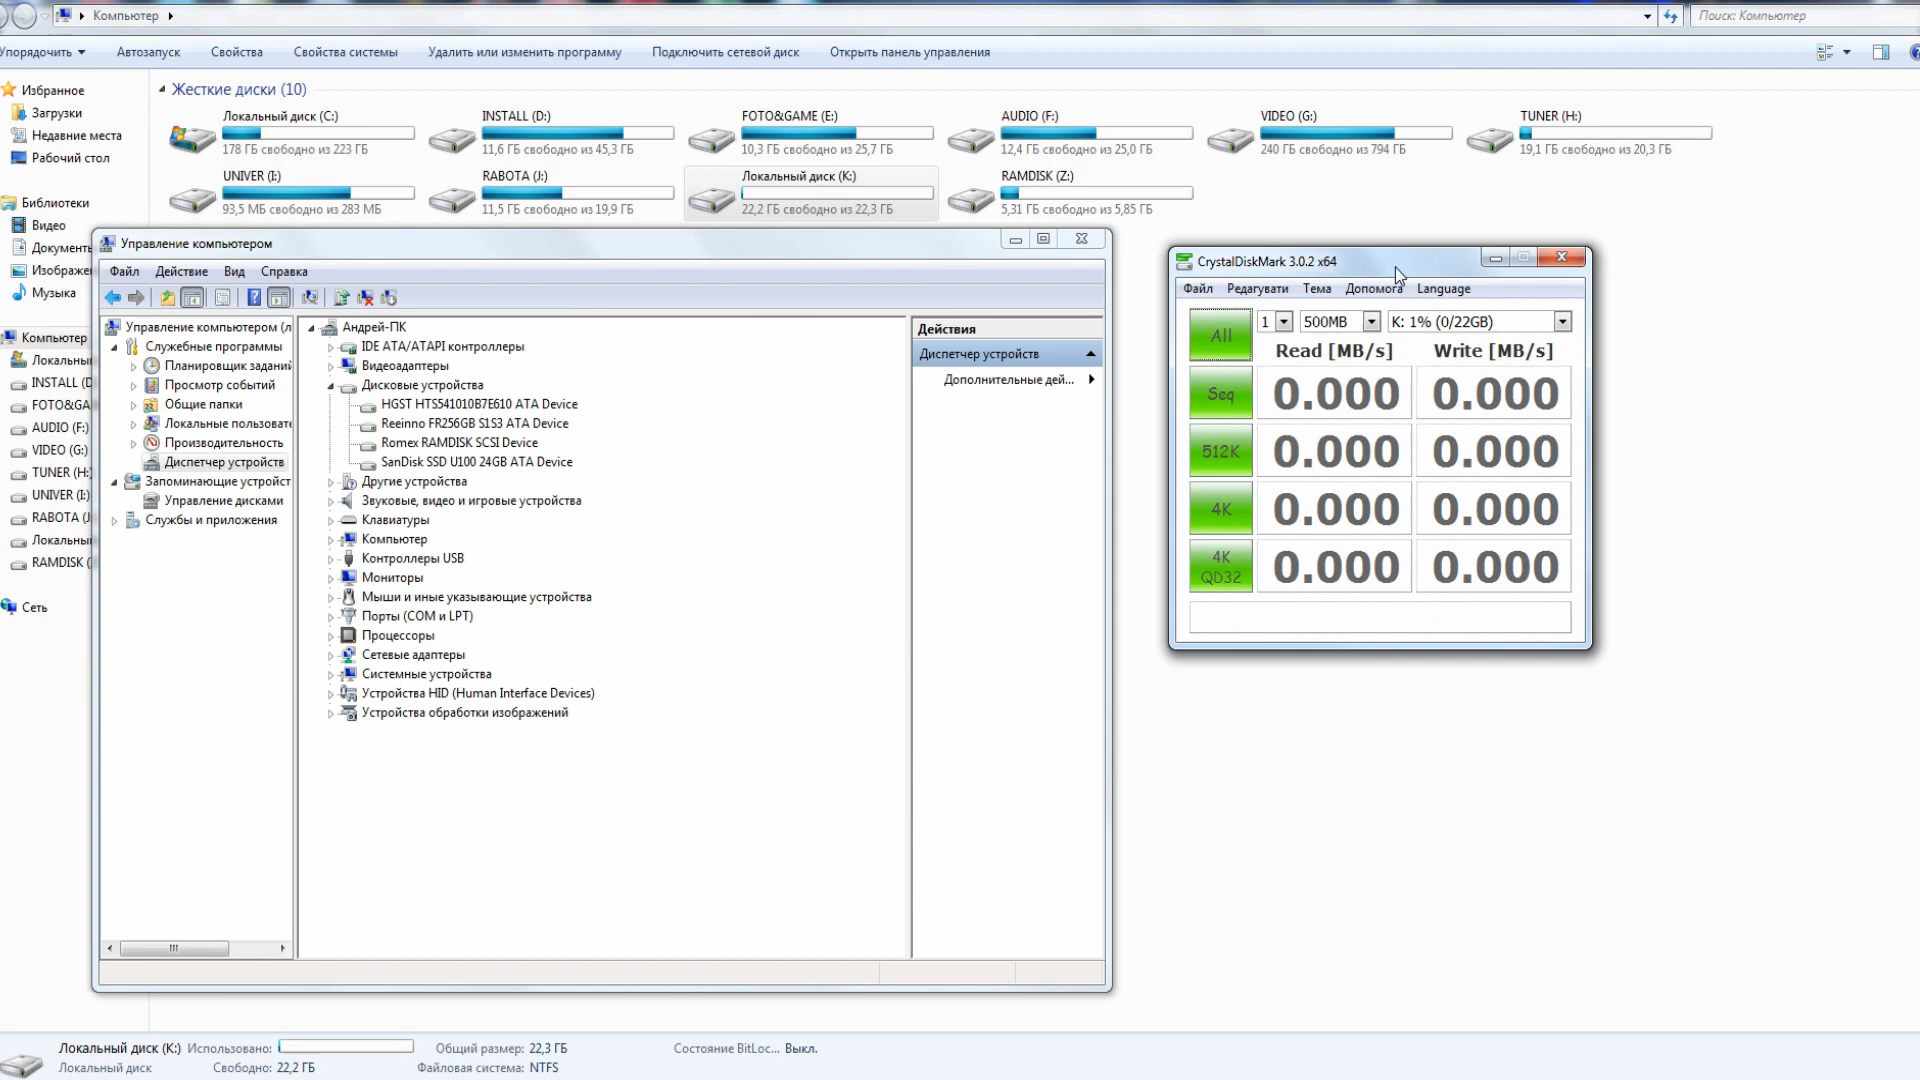 Компьютер
Поиск: Компьютер
Упорядочить
Автозапуск
Свойства
Свойства системы
Удалить или изменить программу
Подключить сетевой диск
Открыть панель управления
Избранное
Загрузки
Недавние места
Рабочий стол
Библиотеки
Видео
Документы
Изображе
Музыка
Компьютер
Локальны
INSTALL (D
FOTO&GA
AUDIO (F:)
VIDEO (G:)
TUNER (H:
UNIVER (I:)
RABOTA (J
Локальны
RAMDISK (
Сеть
Жесткие диски (10)
Локальный диск (C:)
178 ГБ свободно из 223 ГБ
INSTALL (D:)
11,6 ГБ свободно из 45,3 ГБ
FOTO&GAME (E:)
10,3 ГБ свободно из 25,7 ГБ
AUDIO (F:)
12,4 ГБ свободно из 25,0 ГБ
VIDEO (G:)
240 ГБ свободно из 794 ГБ
TUNER (H:)
19,1 ГБ свободно из 20,3 ГБ
UNIVER (I:)
93,5 МБ свободно из 283 МБ
RABOTA (J:)
11,5 ГБ свободно из 19,9 ГБ
Локальный диск (K:)
22,2 ГБ свободно из 22,3 ГБ
RAMDISK (Z:)
5,31 ГБ свободно из 5,85 ГБ
Управление компьютером
Файл
Действие
Вид
Справка
Управление компьютером (л
Служебные программы
Планировщик заданий
Просмотр событий
Общие папки
Локальные пользовате
Производительность
Диспетчер устройств
Запоминающие устройст
Управление дисками
Службы и приложения
Андрей-ПК
IDE ATA/ATAPI контроллеры
Видеоадаптеры
Дисковые устройства
HGST HTS541010B7E610 ATA Device
Reeinno FR256GB S1S3 ATA Device
Romex RAMDISK SCSI Device
SanDisk SSD U100 24GB ATA Device
Другие устройства
Звуковые, видео и игровые устройства
Клавиатуры
Компьютер
Контроллеры USB
Мониторы
Мыши и иные указывающие устройства
Порты (COM и LPT)
Процессоры
Сетевые адаптеры
Системные устройства
Устройства HID (Human Interface Devices)
Устройства обработки изображений
Действия
Диспетчер устройств
Дополнительные дей...
CrystalDiskMark 3.0.2 x64
Файл
Редагувати
Тема
Допомога
Language
All
1
500MB
K: 1% (0/22GB)
Read [MB/s]
Write [MB/s]
Seq
0.000
0.000
512K
0.000
0.000
4K
0.000
0.000
4K
QD32
0.000
0.000
Локальный диск (K:)
Использовано:
Общий размер: 22,3 ГБ
Состояние BitLoc... Выкл.
Локальный диск
Свободно: 22,2 ГБ
Файловая система: NTFS